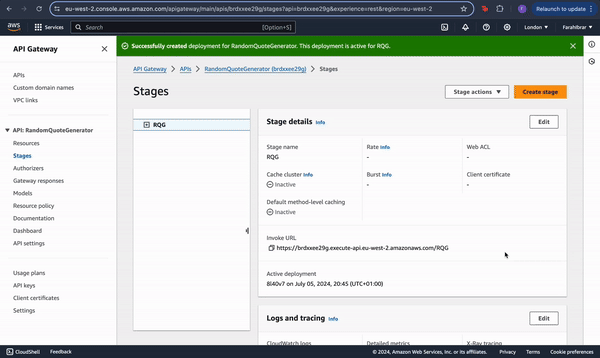 eu-west-2.console.aws.amazon.com/apigateway/main/apis/brdxxee29g/stages?api=brdxxee29g&experience=rest&region=eu-west-2
Relaunch to update
aws
Services
Search
[Option+S]
London
Farahlbrar
API Gateway
Successfully created deployment for RandomQuoteGenerator. This deployment is active for RQG.
APIs
Custom domain names
VPC links
API: RandomQuoteGenerator
Resources
Stages
Authorizers
Gateway responses
Models
Resource policy
Documentation
Dashboard
API settings
Usage plans
API keys
Client certificates
Settings
API Gateway > APIs > RandomQuoteGenerator (brdxxee29g) > Stages
Stages
Stage actions
Create stage
RQG
Stage details Info
Edit
Stage name
RQG
Rate Info
-
Web ACL
-
Cache cluster Info
Inactive
Burst Info
-
Client certificate
-
Default method-level caching
Inactive
Invoke URL
https://brdxxee29g.execute-api.eu-west-2.amazonaws.com/RQG
Active deployment
8l40v7 on July 05, 2024, 20:45 (UTC+01:00)
Logs and tracing Info
Edit
CloudWatch logs
Detailed metrics
X-Ray tracing
CloudShell
Feedback
© 2024, Amazon Web Services, Inc. or its affiliates.
Privacy
Terms
Cookie preferences